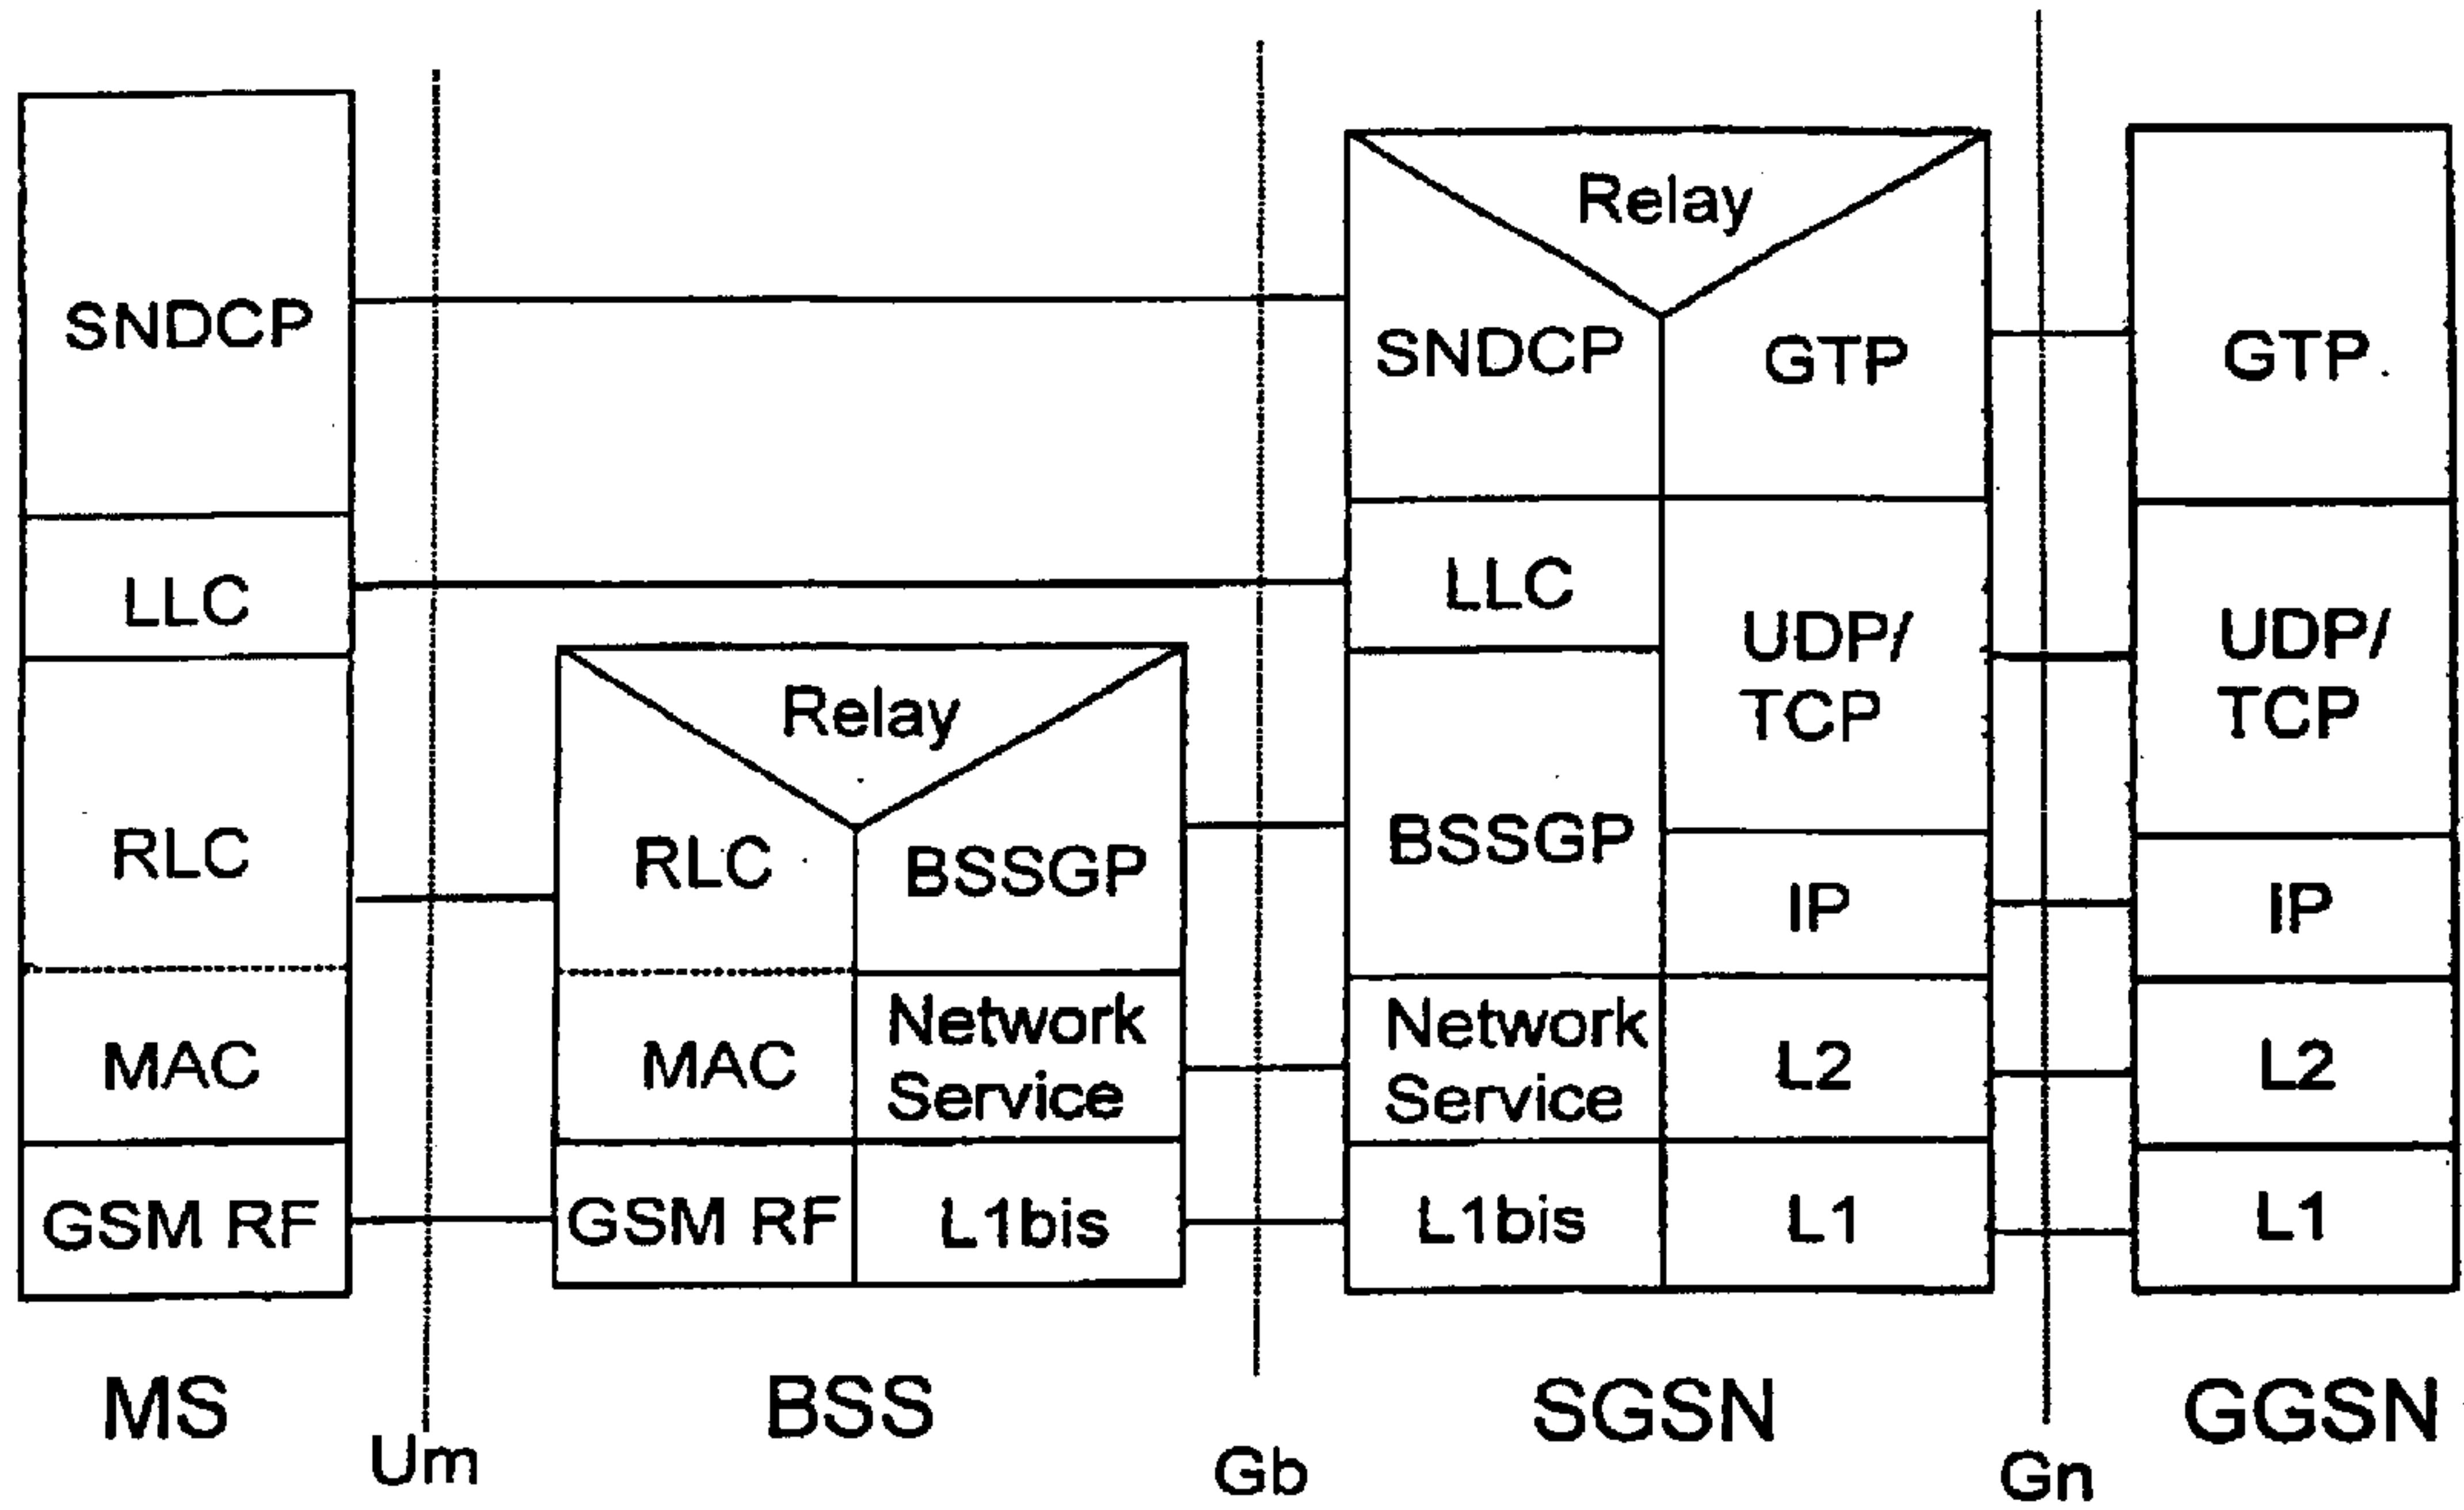 SNDCP
LLC
RLC
MAC
GSM RF
MS
Um
Relay
RLC
BSSGP
MAC
Network
Service
GSM RF
L1bis
BSS
Gb
Relay
SNDCP
GTP
LLC
UDP/
TCP
BSSGP
IP
Network
Service
L2
L1bis
L1
SGSN
Gn
GTP
UDP/
TCP
IP
L2
L1
GGSN